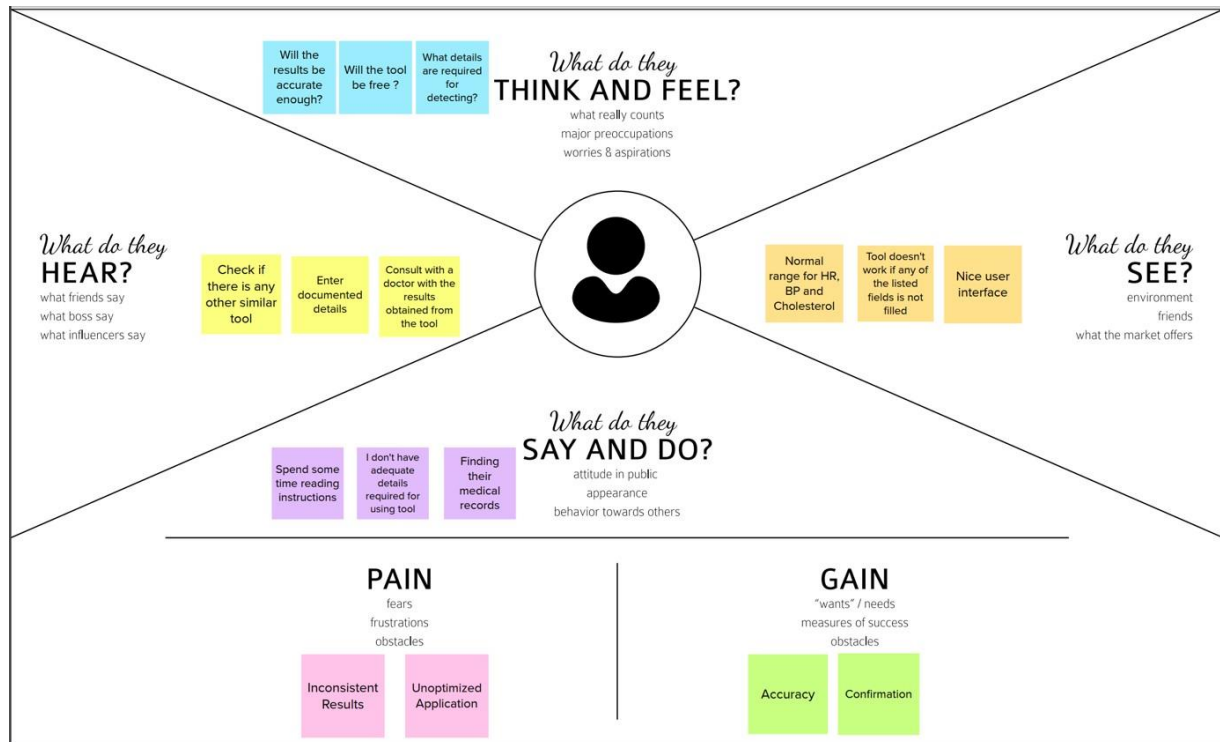 Will the
results be
accurate
enough?
Will the tool
be free ?
What details
are required
for
detecting?
What do they
THINK AND FEEL?
what really counts
major preoccupations
worries & aspirations
What do they
HEAR?
what friends say
what boss say
what influencers say
Check if
there is any
other similar
tool
Enter
documented
details
Consult with a
doctor with the
results
obtained from
the tool
Normal
range for HR,
BP and
Cholesterol
Tool doesn't
work if any of
the listed
fields is not
filled
Nice user
interface
What do they
SEE?
environment
friends
what the market offers
What do they
SAY AND DO?
attitude in public
appearance
behavior towards others
Spend some
time reading
instructions
I don't have
adequate
details
required for
using tool
Finding
their
medical
records
PAIN
fears
frustrations
obstacles
Inconsistent
Results
Unoptimized
Application
GAIN
"wants" / needs
measures of success
obstacles
Accuracy
Confirmation